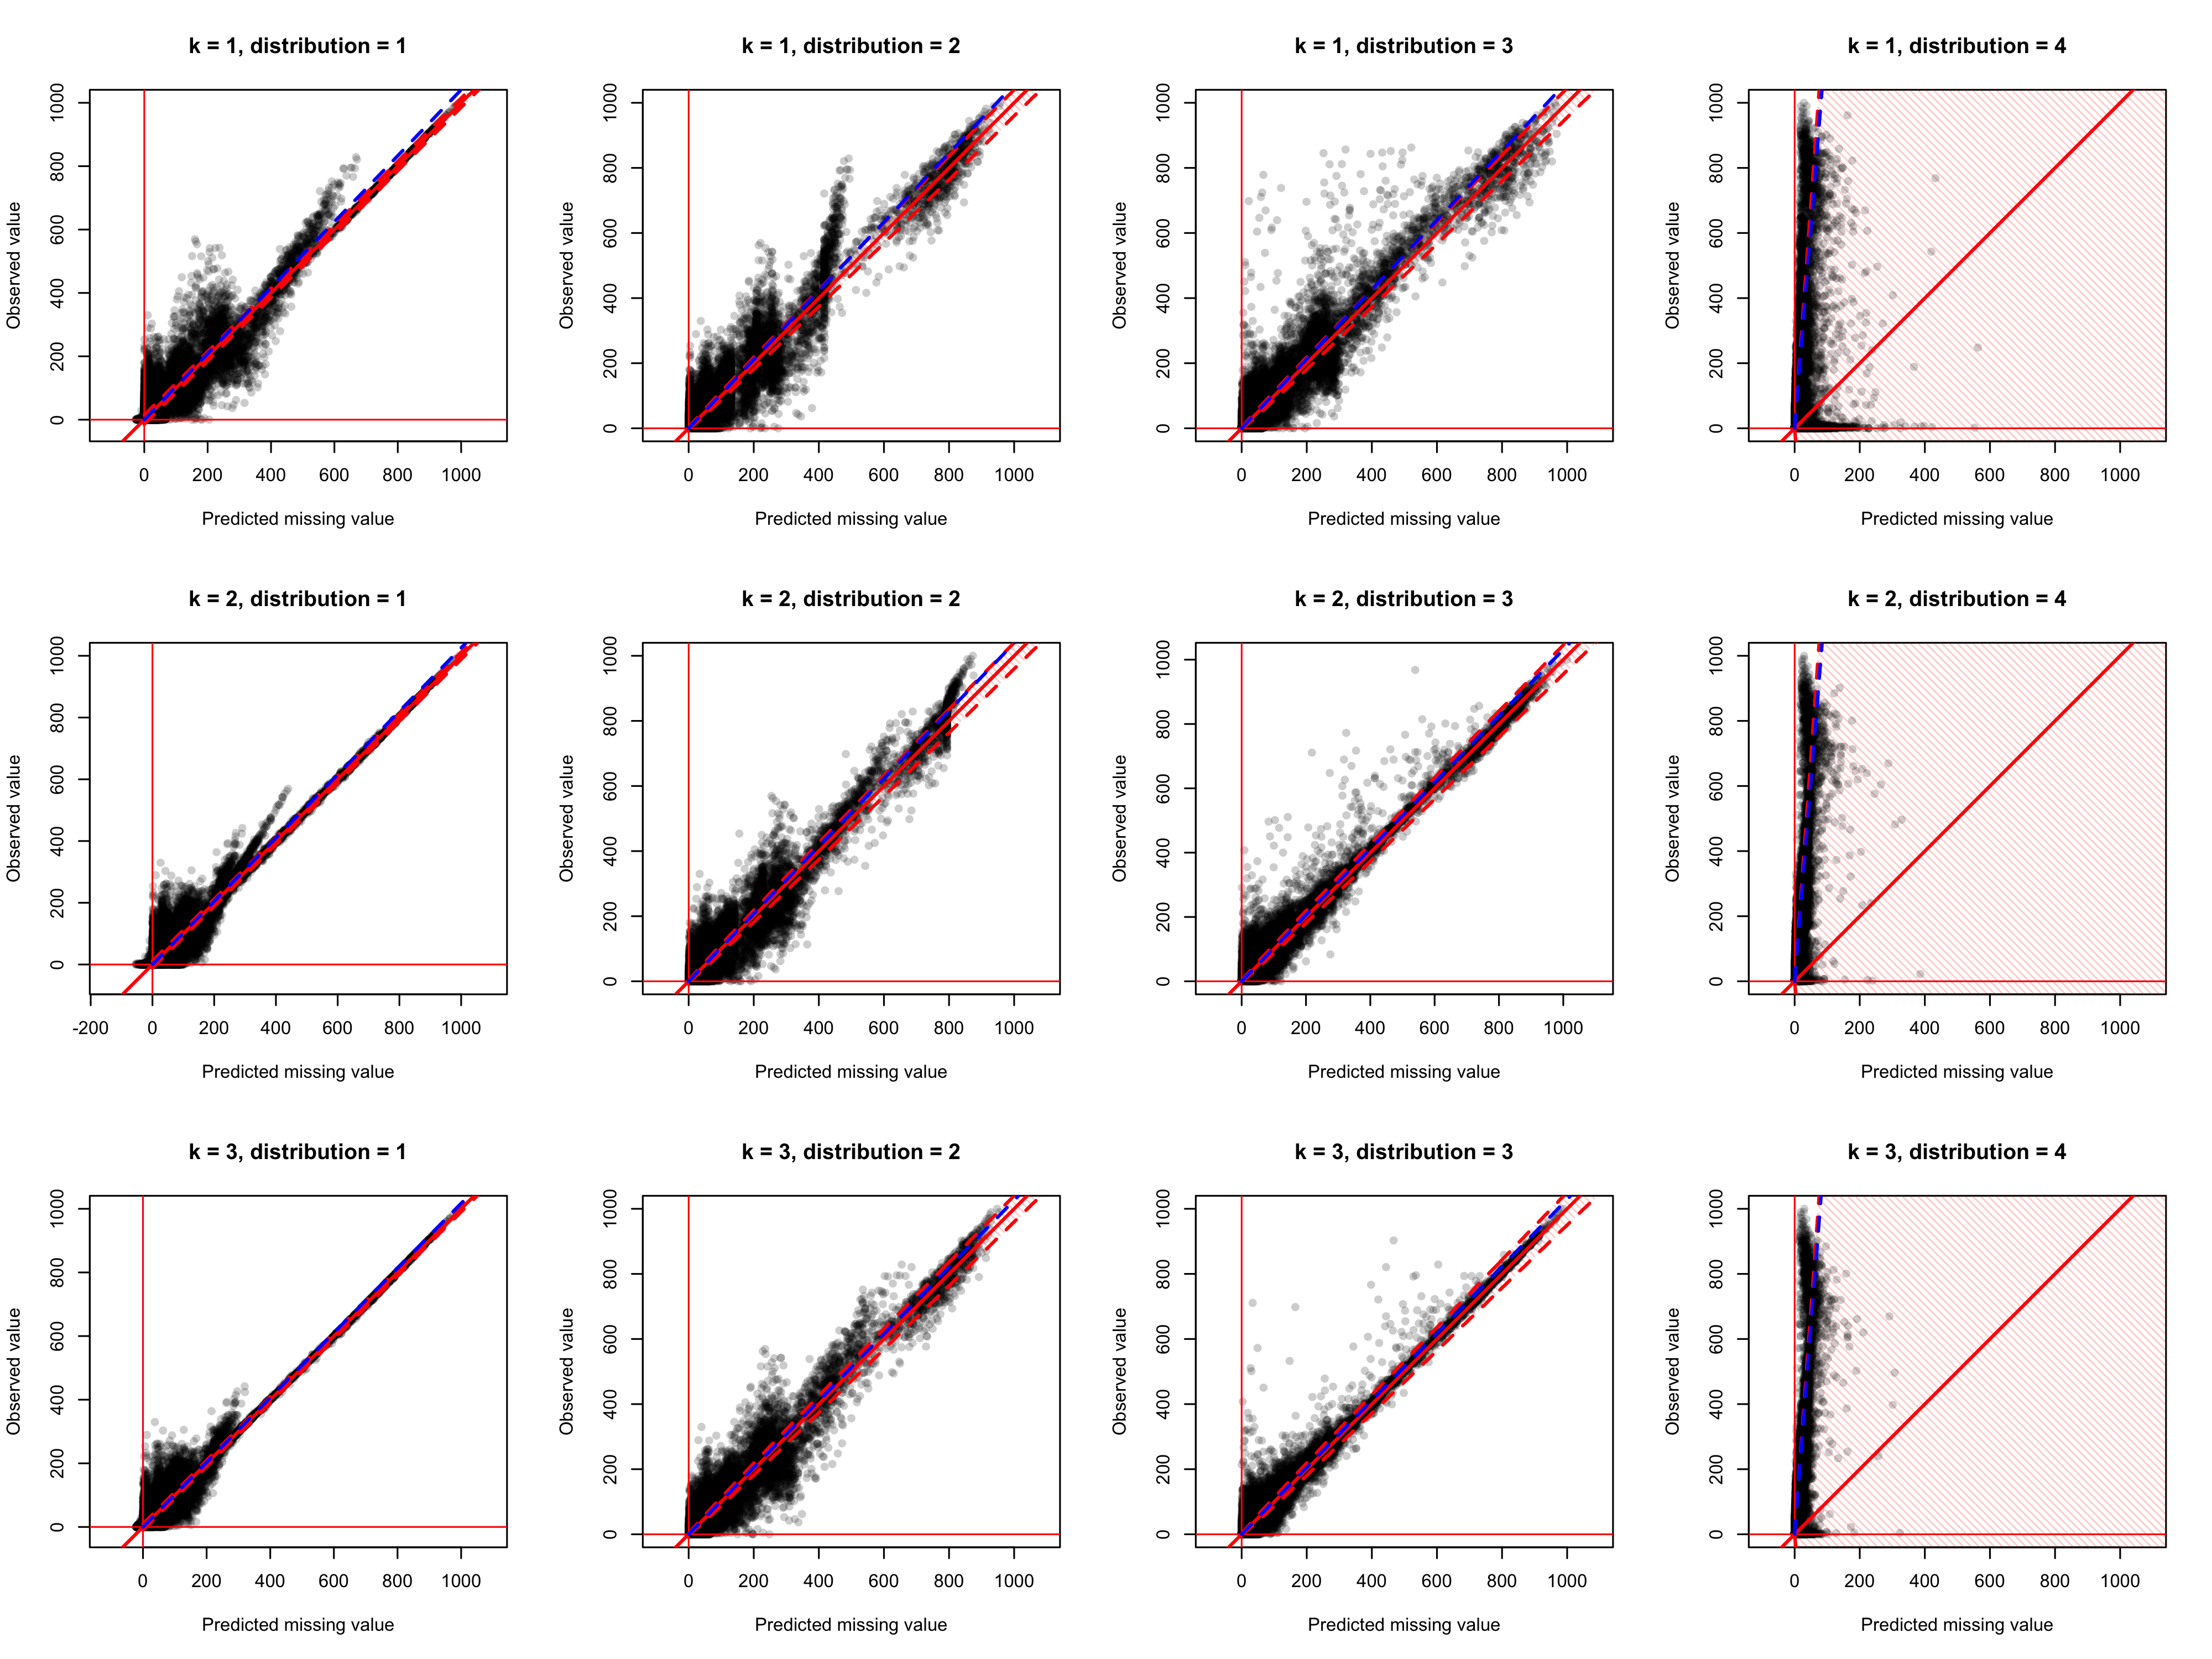 k = 1, distribution = 1
k = 1, distribution = 2
k = 1, distribution = 3
k = 1, distribution = 4
Observed value
0 200 400 600 800 1000
0 200 400 600 800 1000
Predicted missing value
Observed value
0 200 400 600 800 1000
0 200 400 600 800 1000
Predicted missing value
Observed value
0 200 400 600 800 1000
0 200 400 600 800 1000
Predicted missing value
Observed value
0 200 400 600 800 1000
0 200 400 600 800 1000
Predicted missing value
k = 2, distribution = 1
k = 2, distribution = 2
k = 2, distribution = 3
k = 2, distribution = 4
Observed value
0 200 400 600 800 1000
-200 0 200 400 600 800 1000
Predicted missing value
Observed value
0 200 400 600 800 1000
0 200 400 600 800 1000
Predicted missing value
Observed value
0 200 400 600 800 1000
0 200 400 600 800 1000
Predicted missing value
Observed value
0 200 400 600 800 1000
0 200 400 600 800 1000
Predicted missing value
k = 3, distribution = 1
k = 3, distribution = 2
k = 3, distribution = 3
k = 3, distribution = 4
Observed value
0 200 400 600 800 1000
0 200 400 600 800 1000
Predicted missing value
Observed value
0 200 400 600 800 1000
0 200 400 600 800 1000
Predicted missing value
Observed value
0 200 400 600 800 1000
0 200 400 600 800 1000
Predicted missing value
Observed value
0 200 400 600 800 1000
0 200 400 600 800 1000
Predicted missing value